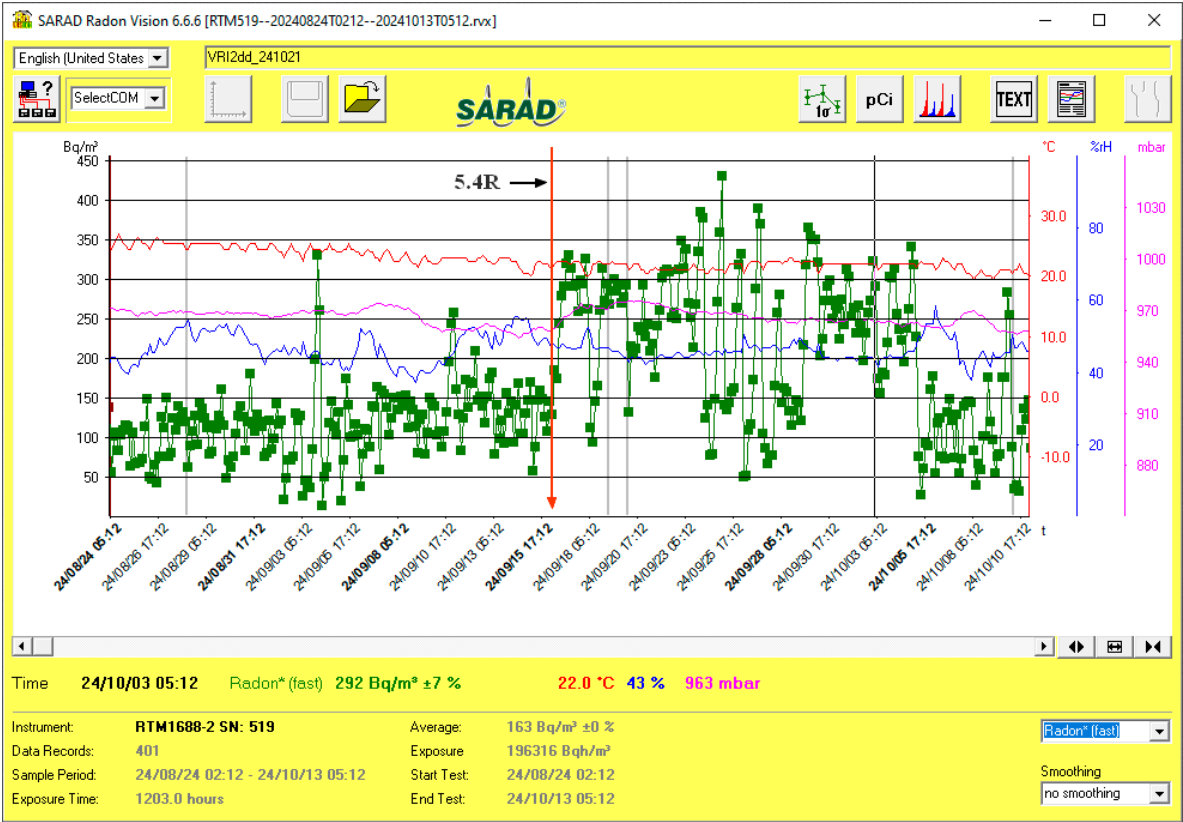 SARAD Radon Vision 6.6.6 [RTM519--20240824T0212--20241013T0512.rvx]
English (United States
VRI2dd_241021
?
SelectCOM
SARAD®
1σ
pCi
TEXT
Bq/m³
°C
%rH
mbar
450
400
350
300
250
200
150
100
50
5.4R
30.0
20.0
10.0
0.0
-10.0
80
60
40
20
1030
1000
970
940
910
880
24/08/24 05:12
24/08/26 17:12
24/08/29 05:12
24/08/31 17:12
24/09/03 05:12
24/09/05 17:12
24/09/08 05:12
24/09/10 17:12
24/09/13 05:12
24/09/15 17:12
24/09/18 05:12
24/09/20 17:12
24/09/23 05:12
24/09/25 17:12
24/09/28 05:12
24/09/30 17:12
24/10/03 05:12
24/10/05 17:12
24/10/08 05:12
24/10/10 17:12
t
Time 24/10/03 05:12 Radon* (fast) 292 Bq/m³ ±7 % 22.0 °C 43 % 963 mbar
Instrument: RTM1688-2 SN: 519 Average: 163 Bq/m³ ±0 %
Radon* (fast)
Data Records: 401 Exposure 196316 Bqh/m³
Sample Period: 24/08/24 02:12 - 24/10/13 05:12 Start Test: 24/08/24 02:12
Smoothing
Exposure Time: 1203.0 hours End Test: 24/10/13 05:12
no smoothing